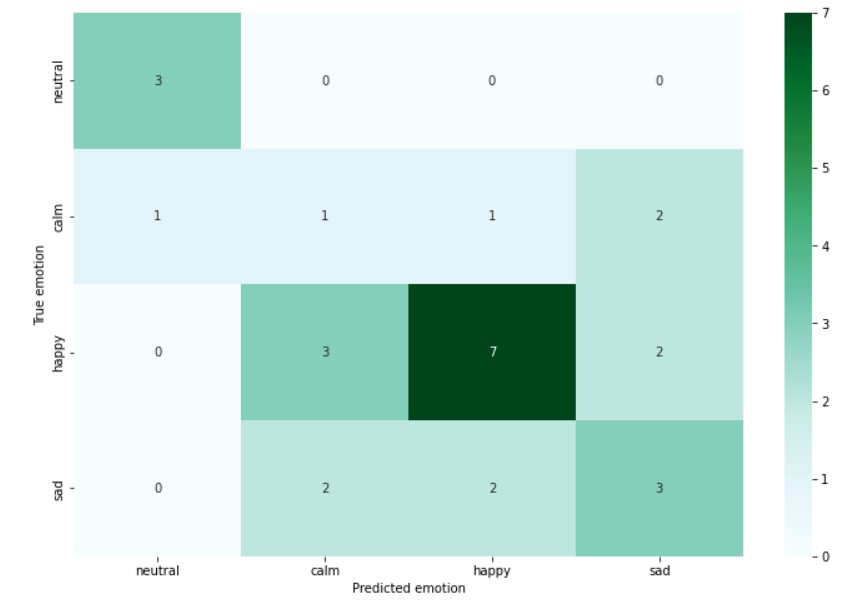 neutral 3 0 0 0
calm 1 1 1 2
happy 0 3 7 2
sad 0 2 2 3
True emotion
neutral calm happy sad
Predicted emotion
7
6
5
4
3
2
1
0